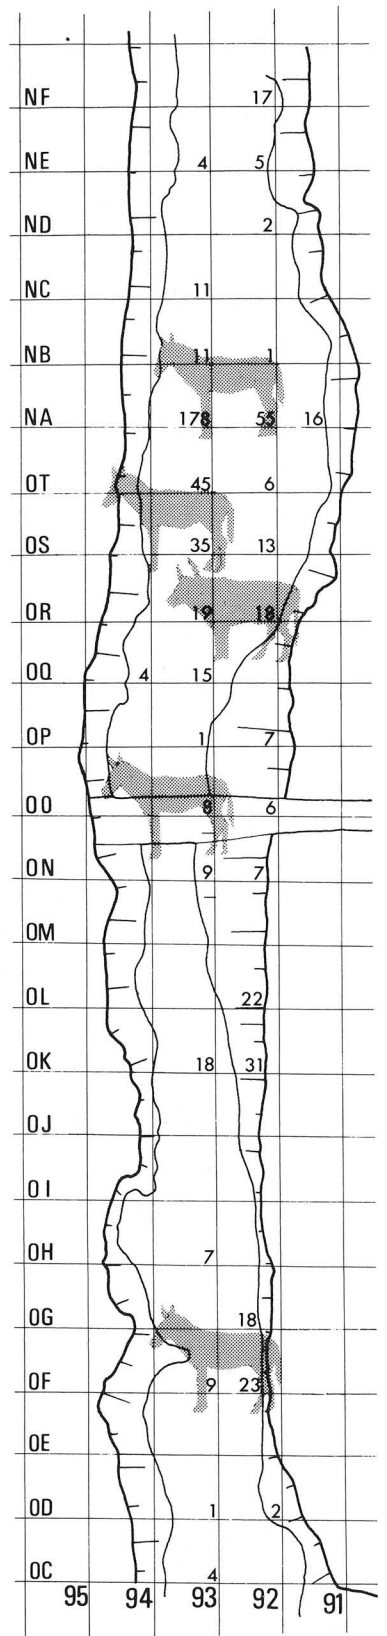 NF 17
NE 4 5
ND 2
NC 11
NB 11 1
NA 178 55 16
OT 45 6
OS 35 13
OR 19 18
OQ 4 15
OP 1 7
OO 8 6
ON 9 7
OM
OL 22
OK 18 31
OJ
OI
OH 7
OG 18
OF 9 23
OE
OD 1 2
OC 4
95 94 93 92 91